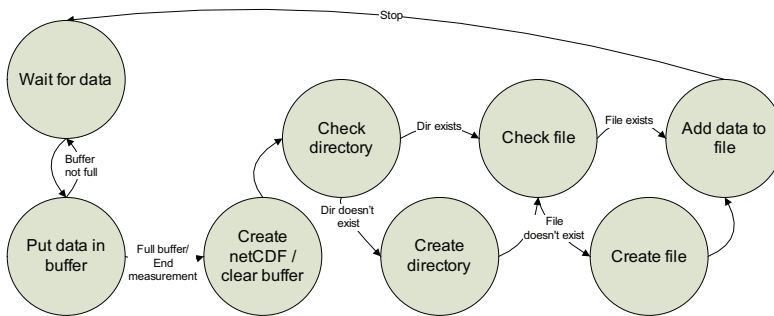 Stop
Wait for data
Buffer
not full
Put data in
buffer
Full buffer/
End
measurement
Create
netCDF /
clear buffer
Check
directory
Dir exists
Dir doesn't
exist
Create
directory
Check file
File exists
File
doesn't exist
Create file
Add data to
file